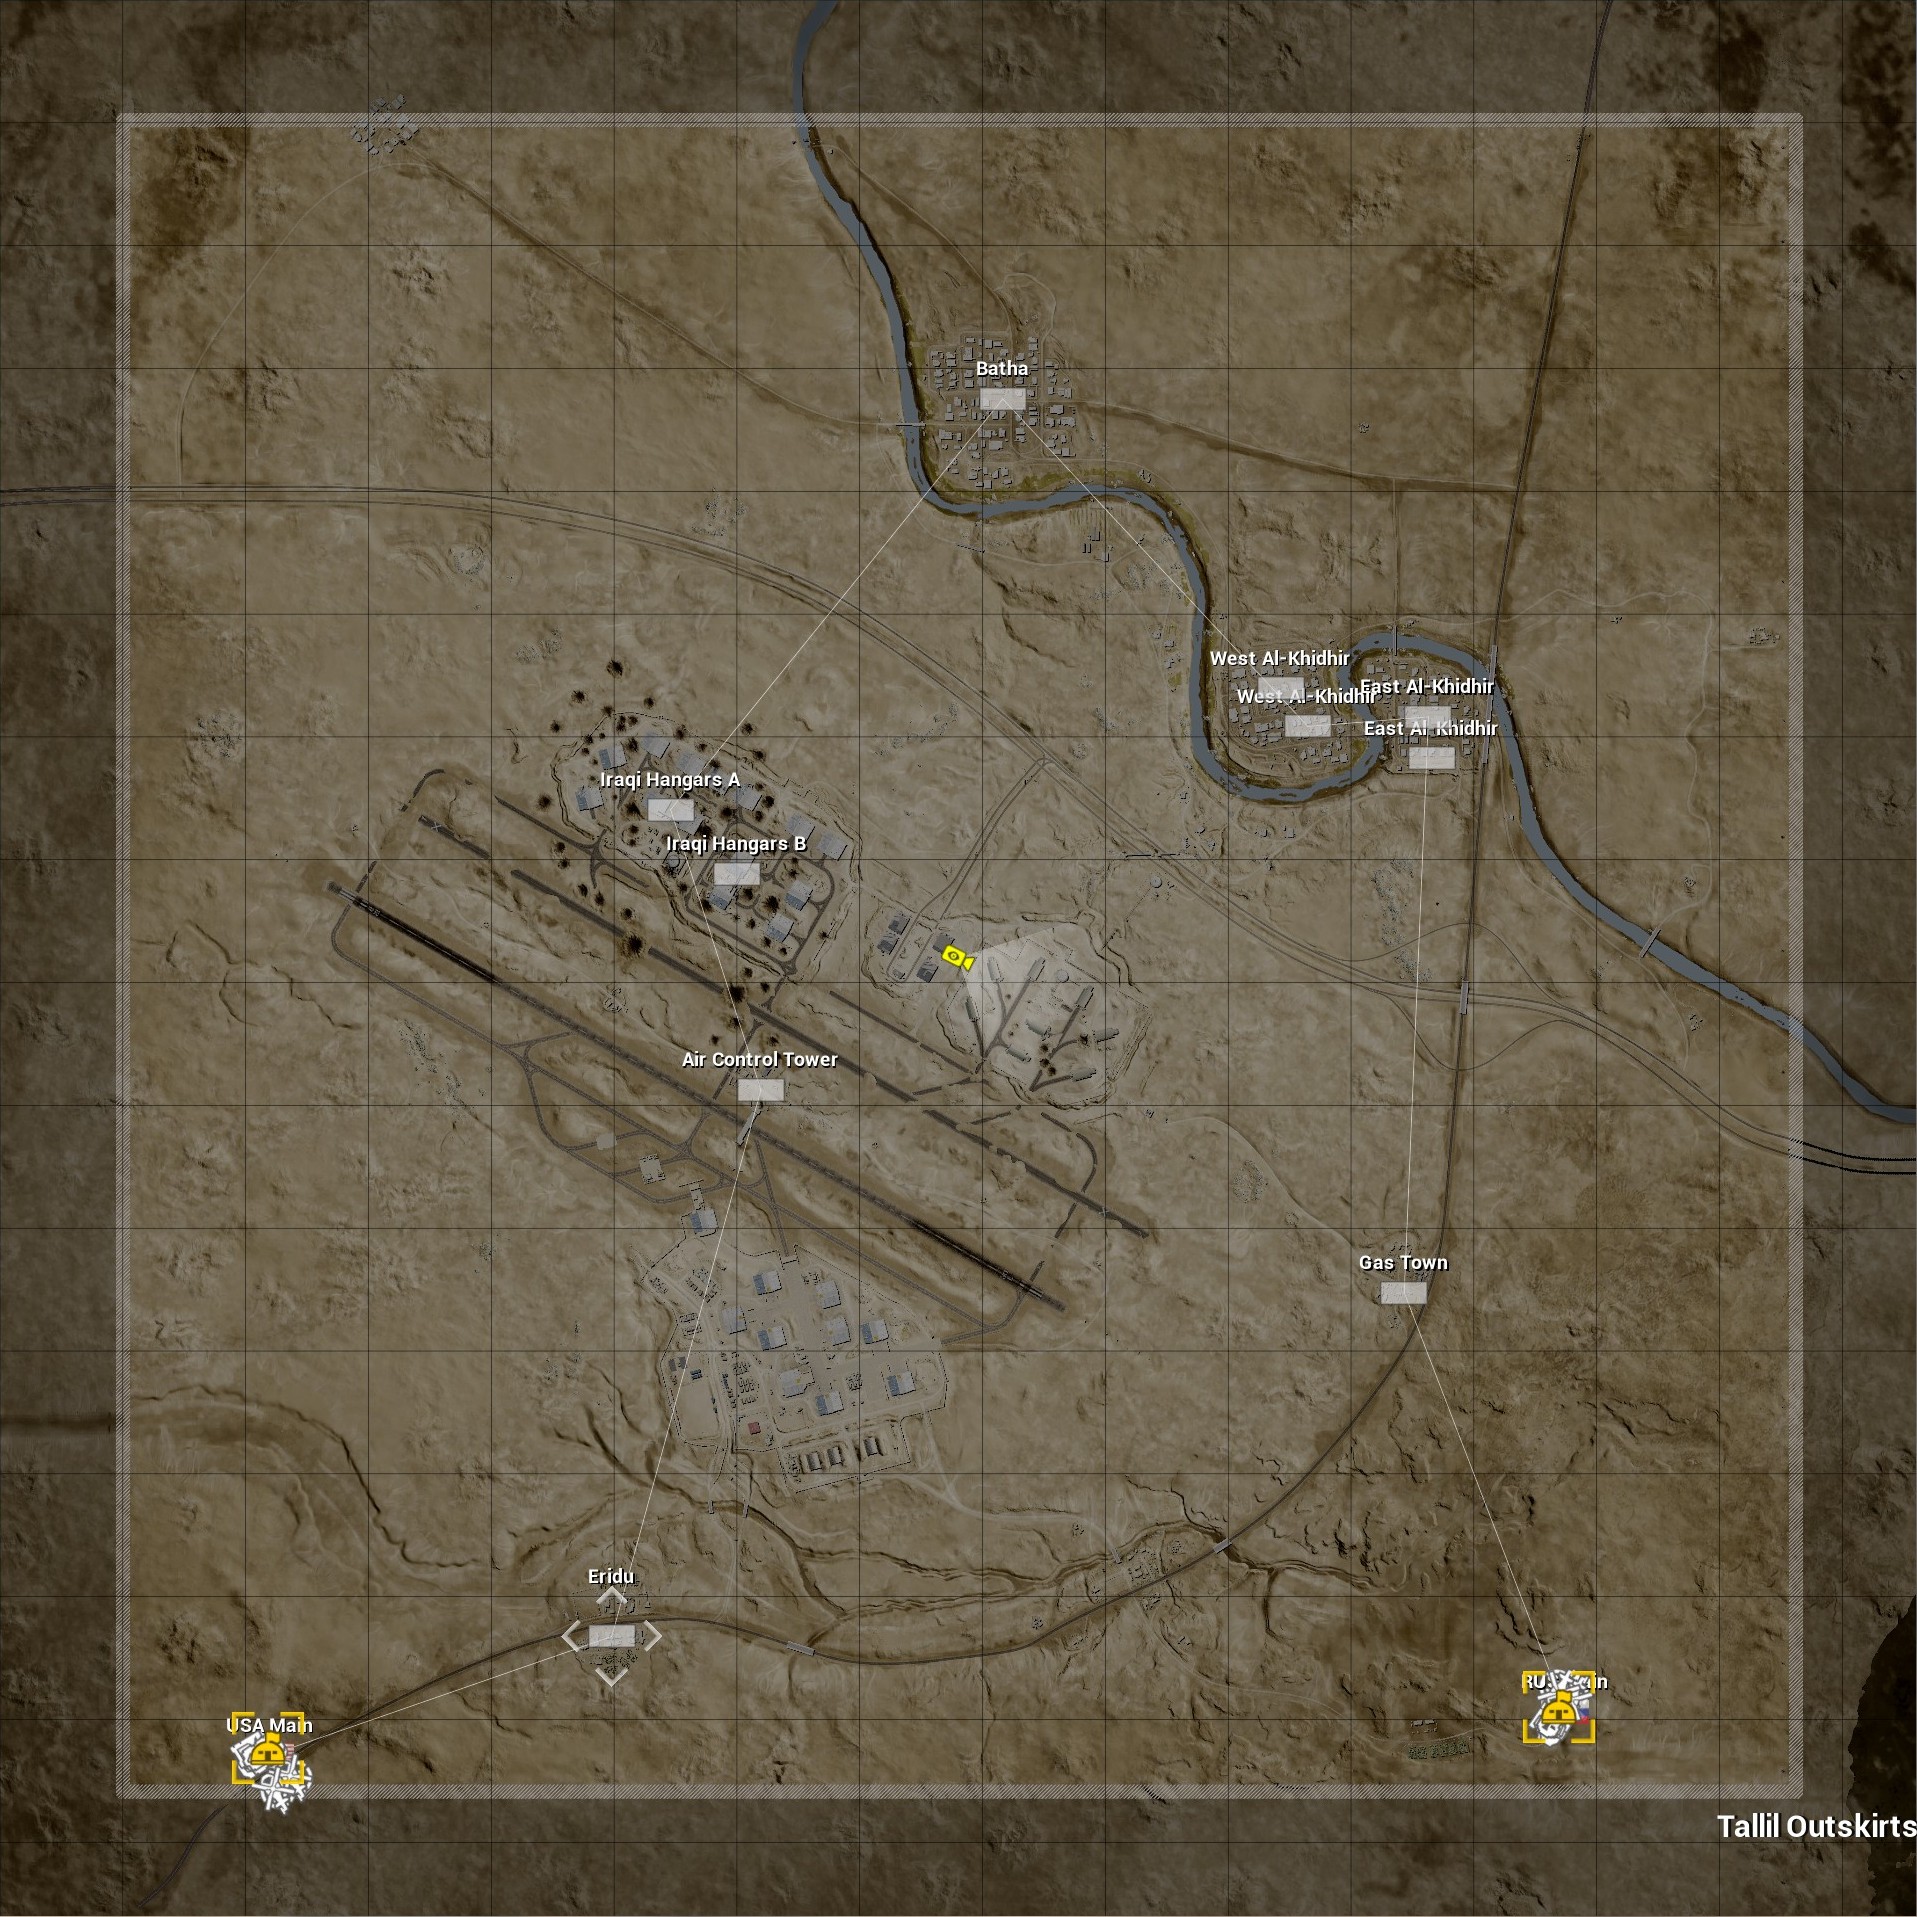 Batha
West Al-Khidhir
East Al-Khidhir
West Al-Khidhir
East Al-Khidhir
Iraqi Hangars A
Iraqi Hangars B
Air Control Tower
Gas Town
Eridu
USA Main
Tallil Outskirts